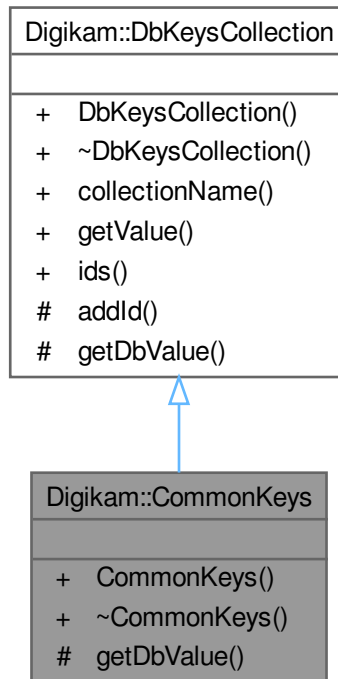 Digikam::DbKeysCollection
+ DbKeysCollection()
+ ~DbKeysCollection()
+ collectionName()
+ getValue()
+ ids()
# addId()
# getDbValue()
Digikam::CommonKeys
+ CommonKeys()
+ ~CommonKeys()
# getDbValue()